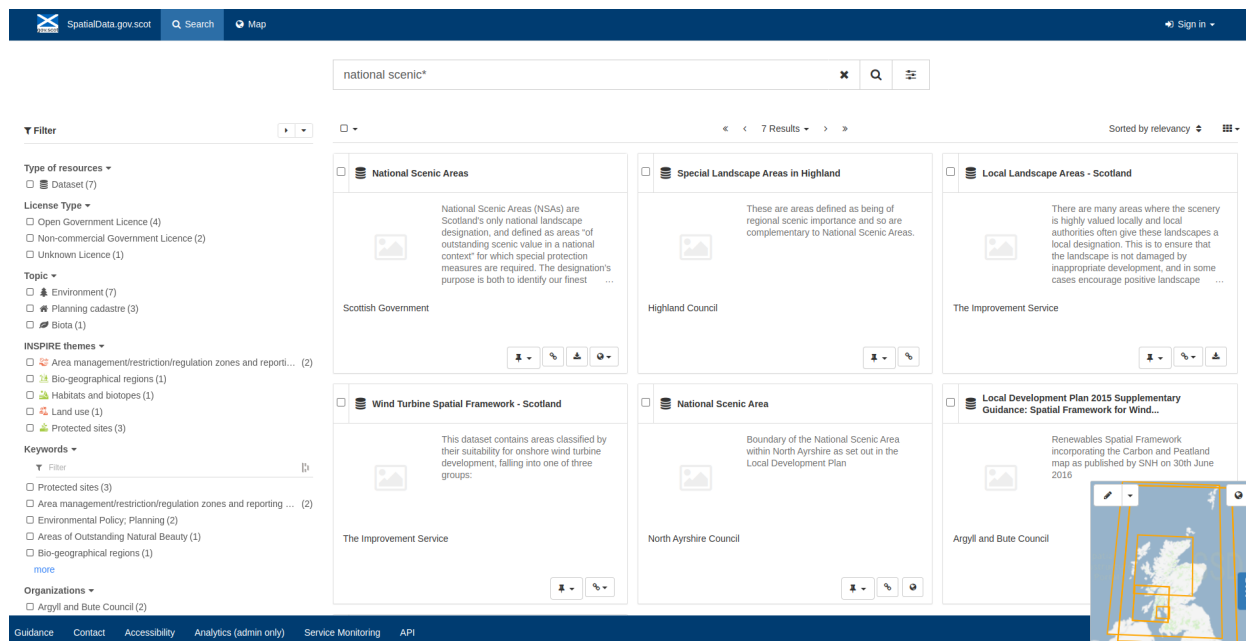 SpatialData.gov.scot
Search
Map
Sign in
national scenic*
Filter
7 Results
Sorted by relevancy
Type of resources
Dataset (7)
License Type
Open Government Licence (4)
Non-commercial Government Licence (2)
Unknown Licence (1)
Topic
Environment (7)
Planning cadastre (3)
Biota (1)
INSPIRE themes
Area management/restriction/regulation zones and reporti... (2)
Bio-geographical regions (1)
Habitats and biotopes (1)
Land use (1)
Protected sites (3)
Keywords
Filter
Protected sites (3)
Area management/restriction/regulation zones and reporting ... (2)
Environmental Policy; Planning (2)
Areas of Outstanding Natural Beauty (1)
Bio-geographical regions (1)
more
Organizations
Argyll and Bute Council (2)
National Scenic Areas
National Scenic Areas (NSAs) are
Scotland's only national landscape
designation, and defined as areas "of
outstanding scenic value in a national
context" for which special protection
measures are required. The designation's
purpose is both to identify our finest ...
Scottish Government
Special Landscape Areas in Highland
These are areas defined as being of
regional scenic importance and so are
complementary to National Scenic Areas.
Highland Council
Local Landscape Areas - Scotland
There are many areas where the scenery
is highly valued locally and local
authorities often give these landscapes a
local designation. This is to ensure that
the landscape is not damaged by
inappropriate development, and in some
cases encourage positive landscape ...
The Improvement Service
Wind Turbine Spatial Framework - Scotland
This dataset contains areas classified by
their suitability for onshore wind turbine
development, falling into one of three
groups:
The Improvement Service
National Scenic Area
Boundary of the National Scenic Area
within North Ayrshire as set out in the
Local Development Plan
North Ayrshire Council
Local Development Plan 2015 Supplementary
Guidance: Spatial Framework for Wind...
Renewables Spatial Framework
incorporating the Carbon and Peatland
map as published by SNH on 30th June
2016
Argyll and Bute Council
Guidance
Contact
Accessibility
Analytics (admin only)
Service Monitoring
API